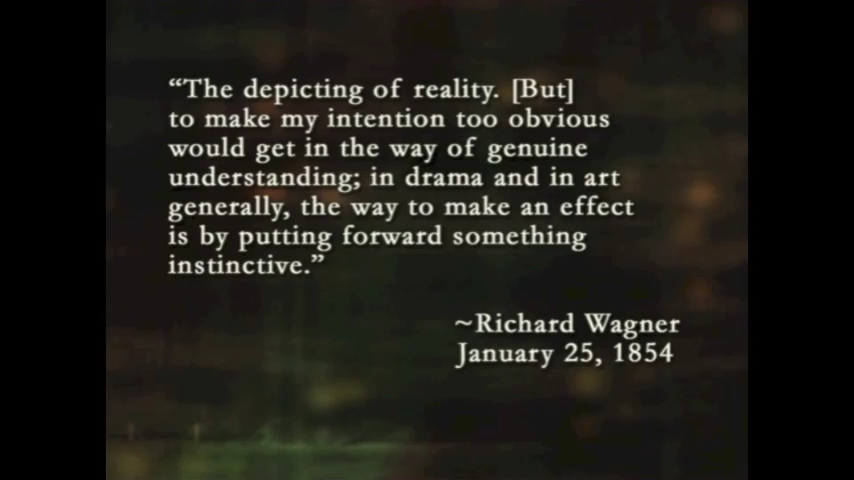 “The depicting of reality. [But]
to make my intention too obvious
would get in the way of genuine
understanding; in drama and in art
generally, the way to make an effect
is by putting forward something
instinctive.”
~Richard Wagner
January 25, 1854